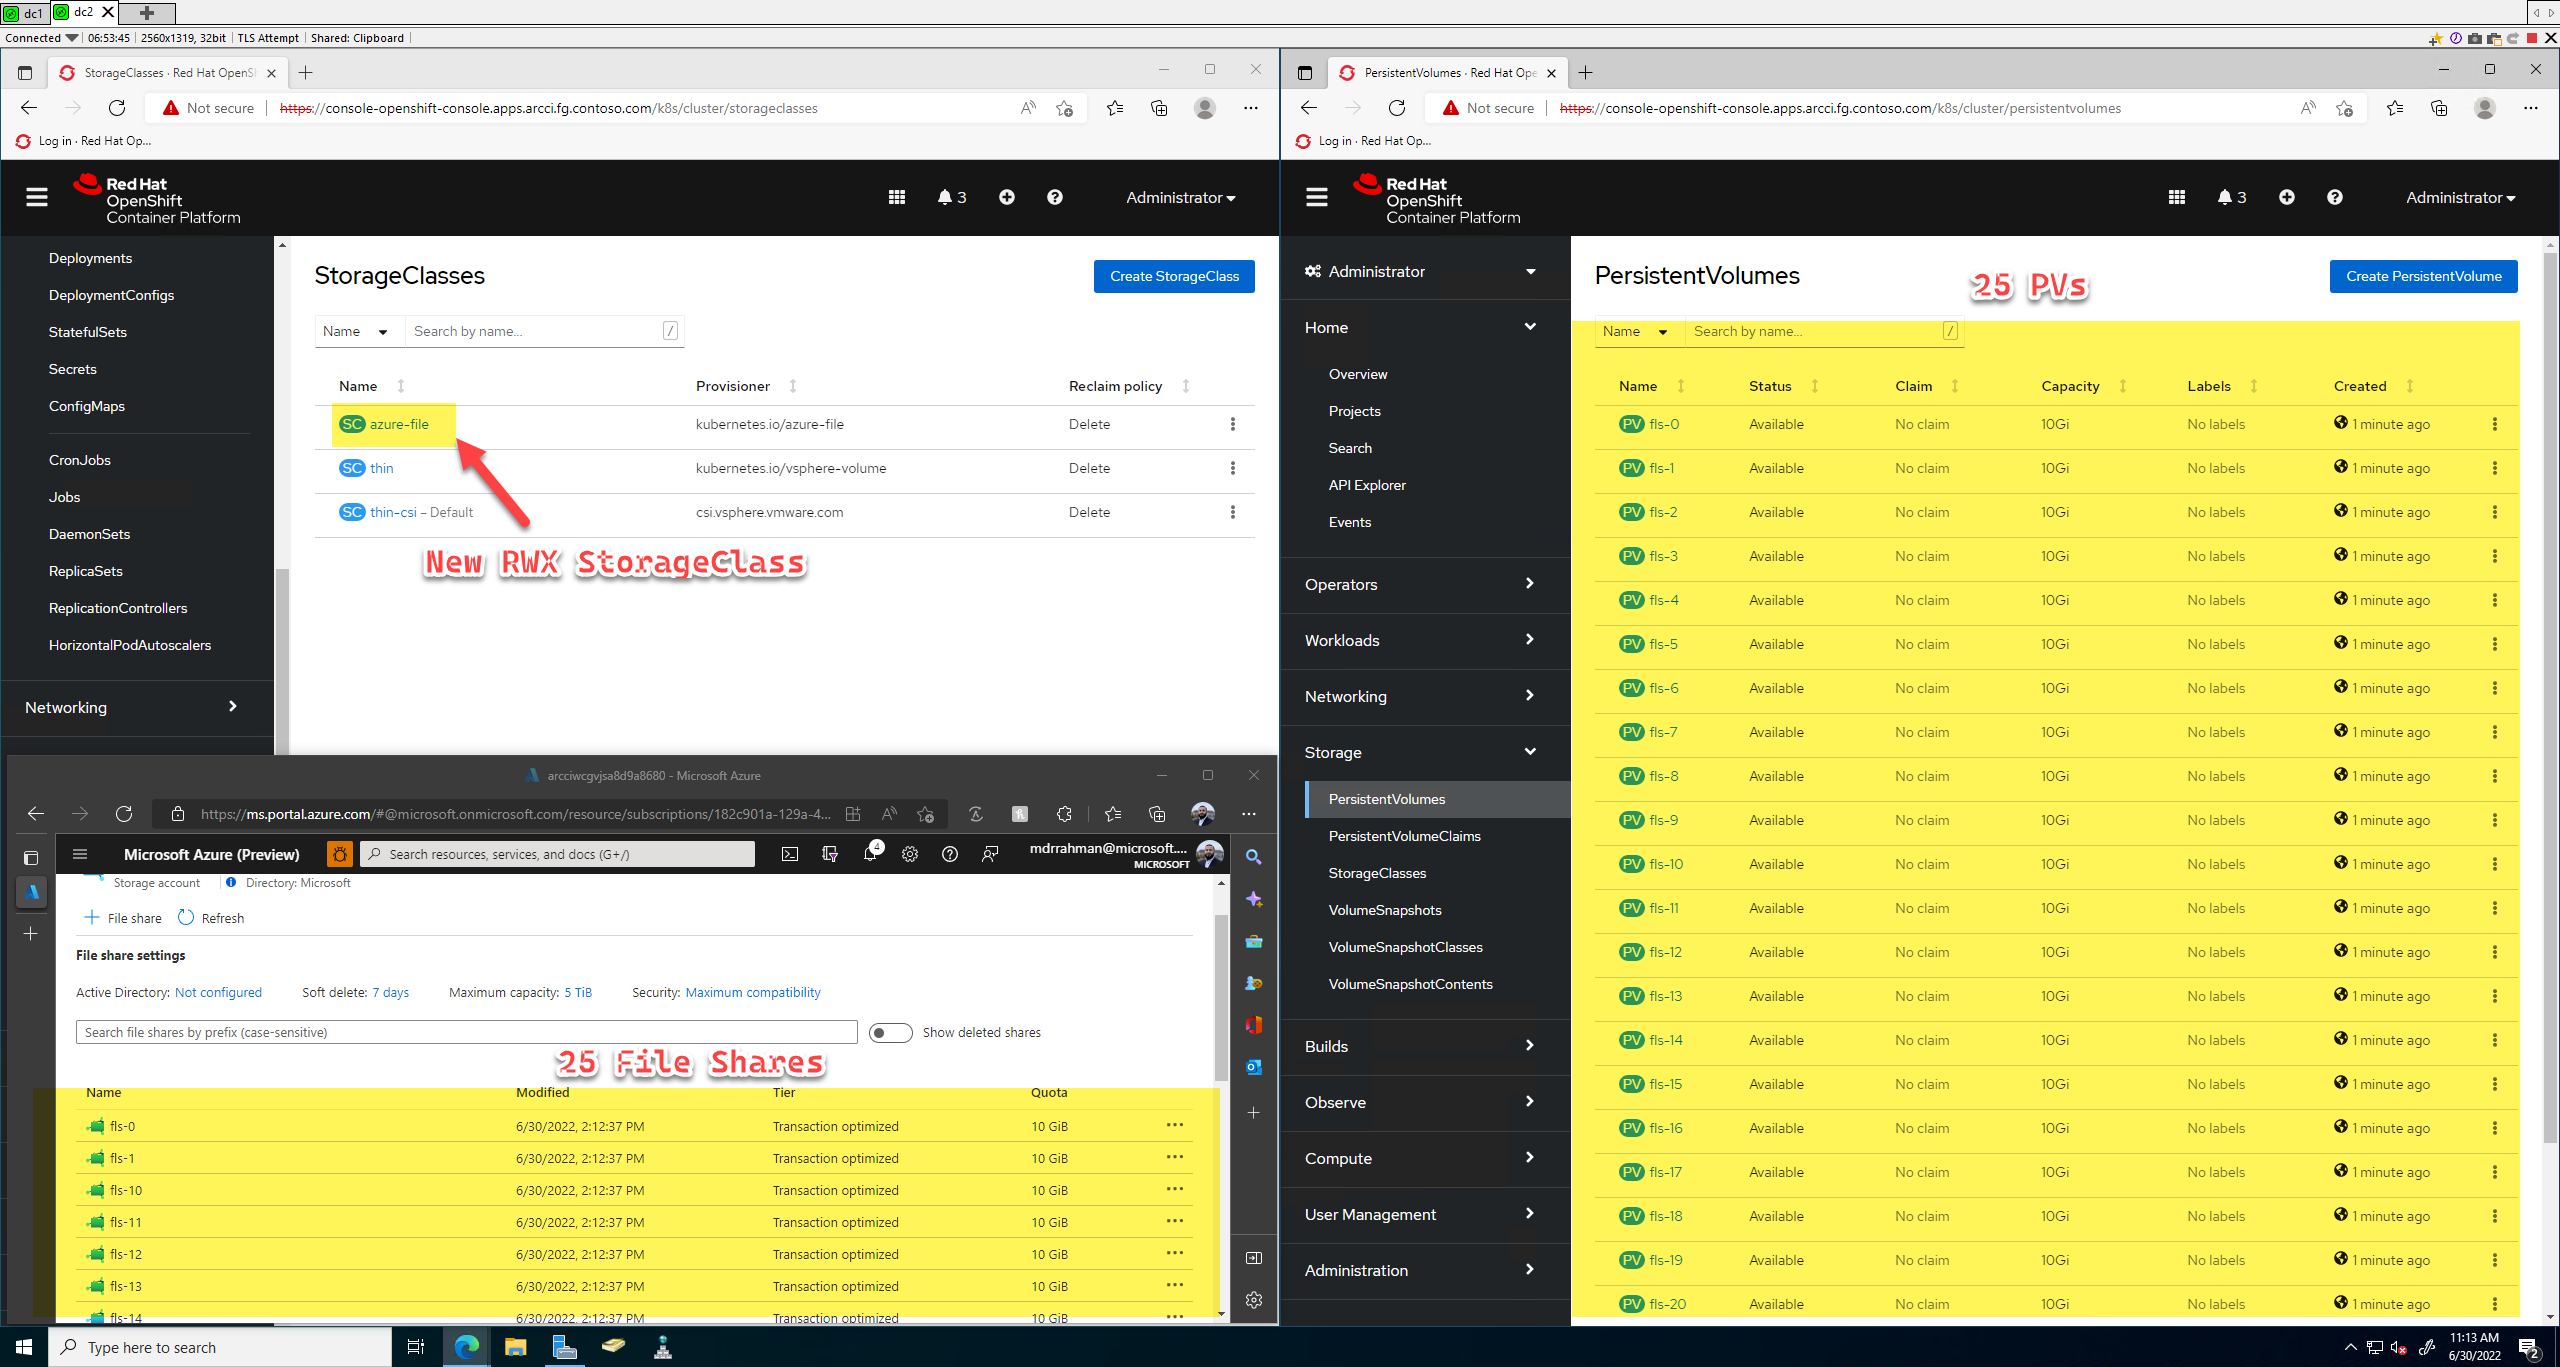 dc1
dc2
Connected
06:53:45
2560x1319, 32bit
TLS Attempt
Shared: Clipboard
StorageClasses · Red Hat OpenSh
Not secure
https://console-openshift-console.apps.arcci.fg.contoso.com/k8s/cluster/storageclasses
Log in · Red Hat Op...
Red Hat
OpenShift
Container Platform
3
Administrator
Deployments
DeploymentConfigs
StatefulSets
Secrets
ConfigMaps
CronJobs
Jobs
DaemonSets
ReplicaSets
ReplicationControllers
HorizontalPodAutoscalers
Networking
StorageClasses
Create StorageClass
Name
Search by name...
/
Name Provisioner Reclaim policy
SC azure-file kubernetes.io/azure-file Delete
SC thin kubernetes.io/vsphere-volume Delete
SC thin-csi – Default csi.vsphere.vmware.com Delete
New RWX StorageClass
arcciwcgvjsa8d9a8680 - Microsoft Azure
https://ms.portal.azure.com/#@microsoft.onmicrosoft.com/resource/subscriptions/182c901a-129a-4...
Microsoft Azure (Preview)
Search resources, services, and docs (G+/)
4
mdrrahman@microsoft....
MICROSOFT
Storage account
Directory: Microsoft
File share
Refresh
File share settings
Active Directory: Not configured
Soft delete: 7 days
Maximum capacity: 5 TiB
Security: Maximum compatibility
Search file shares by prefix (case-sensitive)
Show deleted shares
25 File Shares
Name Modified Tier Quota
fls-0 6/30/2022, 2:12:37 PM Transaction optimized 10 GiB
fls-1 6/30/2022, 2:12:37 PM Transaction optimized 10 GiB
fls-10 6/30/2022, 2:12:37 PM Transaction optimized 10 GiB
fls-11 6/30/2022, 2:12:37 PM Transaction optimized 10 GiB
fls-12 6/30/2022, 2:12:37 PM Transaction optimized 10 GiB
fls-13 6/30/2022, 2:12:37 PM Transaction optimized 10 GiB
fls-14 6/30/2022, 2:12:37 PM Transaction optimized 10 GiB
PersistentVolumes · Red Hat Ope
Not secure
https://console-openshift-console.apps.arcci.fg.contoso.com/k8s/cluster/persistentvolumes
Log in · Red Hat Op...
Red Hat
OpenShift
Container Platform
3
Administrator
Administrator
Home
Overview
Projects
Search
API Explorer
Events
Operators
Workloads
Networking
Storage
PersistentVolumes
PersistentVolumeClaims
StorageClasses
VolumeSnapshots
VolumeSnapshotClasses
VolumeSnapshotContents
Builds
Observe
Compute
User Management
Administration
PersistentVolumes
25 PVs
Create PersistentVolume
Name
Search by name...
/
Name Status Claim Capacity Labels Created
PV fls-0 Available No claim 10Gi No labels 1 minute ago
PV fls-1 Available No claim 10Gi No labels 1 minute ago
PV fls-2 Available No claim 10Gi No labels 1 minute ago
PV fls-3 Available No claim 10Gi No labels 1 minute ago
PV fls-4 Available No claim 10Gi No labels 1 minute ago
PV fls-5 Available No claim 10Gi No labels 1 minute ago
PV fls-6 Available No claim 10Gi No labels 1 minute ago
PV fls-7 Available No claim 10Gi No labels 1 minute ago
PV fls-8 Available No claim 10Gi No labels 1 minute ago
PV fls-9 Available No claim 10Gi No labels 1 minute ago
PV fls-10 Available No claim 10Gi No labels 1 minute ago
PV fls-11 Available No claim 10Gi No labels 1 minute ago
PV fls-12 Available No claim 10Gi No labels 1 minute ago
PV fls-13 Available No claim 10Gi No labels 1 minute ago
PV fls-14 Available No claim 10Gi No labels 1 minute ago
PV fls-15 Available No claim 10Gi No labels 1 minute ago
PV fls-16 Available No claim 10Gi No labels 1 minute ago
PV fls-17 Available No claim 10Gi No labels 1 minute ago
PV fls-18 Available No claim 10Gi No labels 1 minute ago
PV fls-19 Available No claim 10Gi No labels 1 minute ago
PV fls-20 Available No claim 10Gi No labels 1 minute ago
Type here to search
11:13 AM
6/30/2022
2